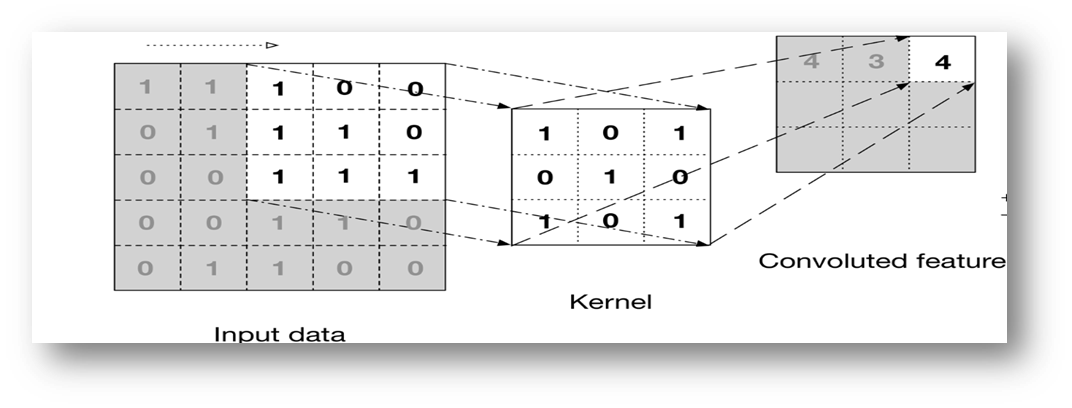 1 1 1 0 0
0 1 1 1 0
0 0 1 1 1
0 0 1 1 0
0 1 1 0 0
Input data
1 0 1
0 1 0
1 0 1
Kernel
4 3 4
Convoluted feature